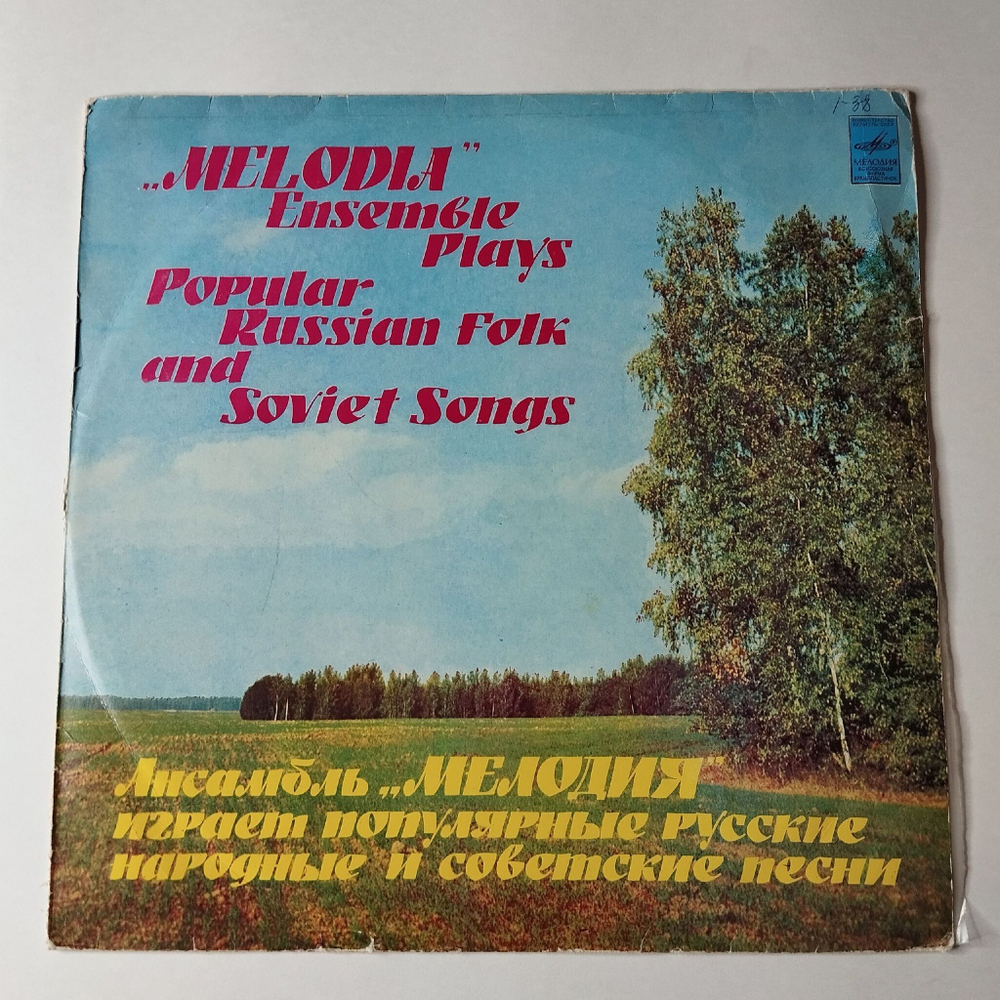 1-38
МЕЛОДИЯ
„MELODIA”
Ensemble
Plays
Popular
Russian Folk
and
Soviet Songs
Ансамбль „МЕЛОДИЯ”
играет популярные русские
народные и советские песни